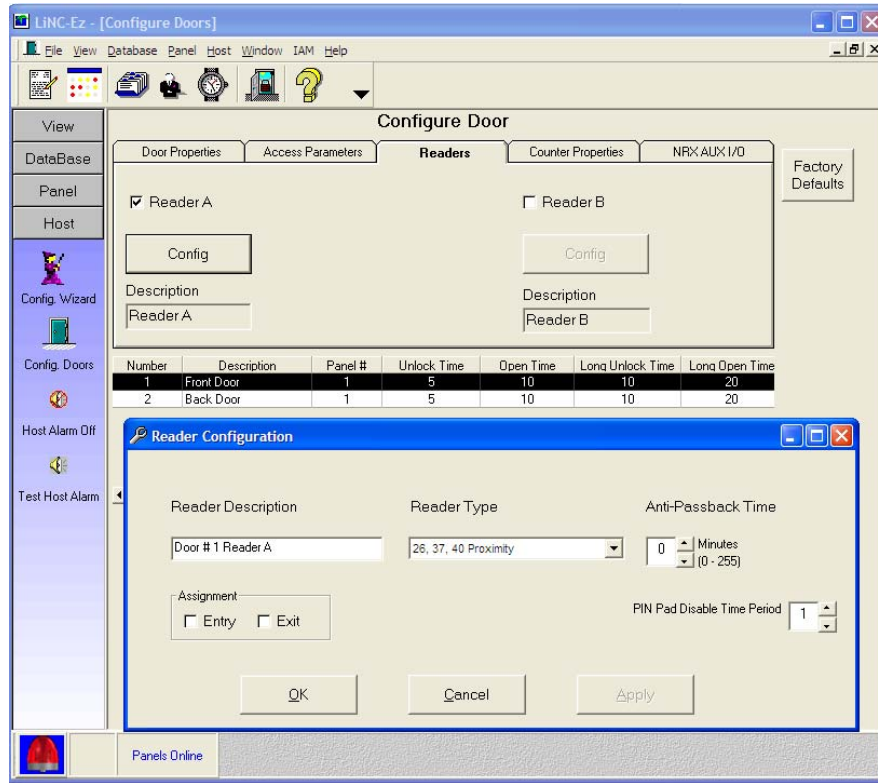 LiNC-Ez - [Configure Doors]
File View Database Panel Host Window IAM Help
View
DataBase
Panel
Host
Config. Wizard
Config. Doors
Host Alarm Off
Test Host Alarm
Configure Door
Door Properties Access Parameters Readers Counter Properties NRX AUX I/O
Factory
Defaults
Reader A Reader B
Config Config
Description Description
Reader A Reader B
Number Description Panel # Unlock Time Open Time Long Unlock Time Long Open Time
1 Front Door 1 5 10 10 20
2 Back Door 1 5 10 10 20
Reader Configuration
Reader Description Reader Type Anti-Passback Time
Door # 1 Reader A 26, 37, 40 Proximity 0 Minutes
(0 - 255)
Assignment
Entry Exit
PIN Pad Disable Time Period 1
OK Cancel Apply
Panels Online